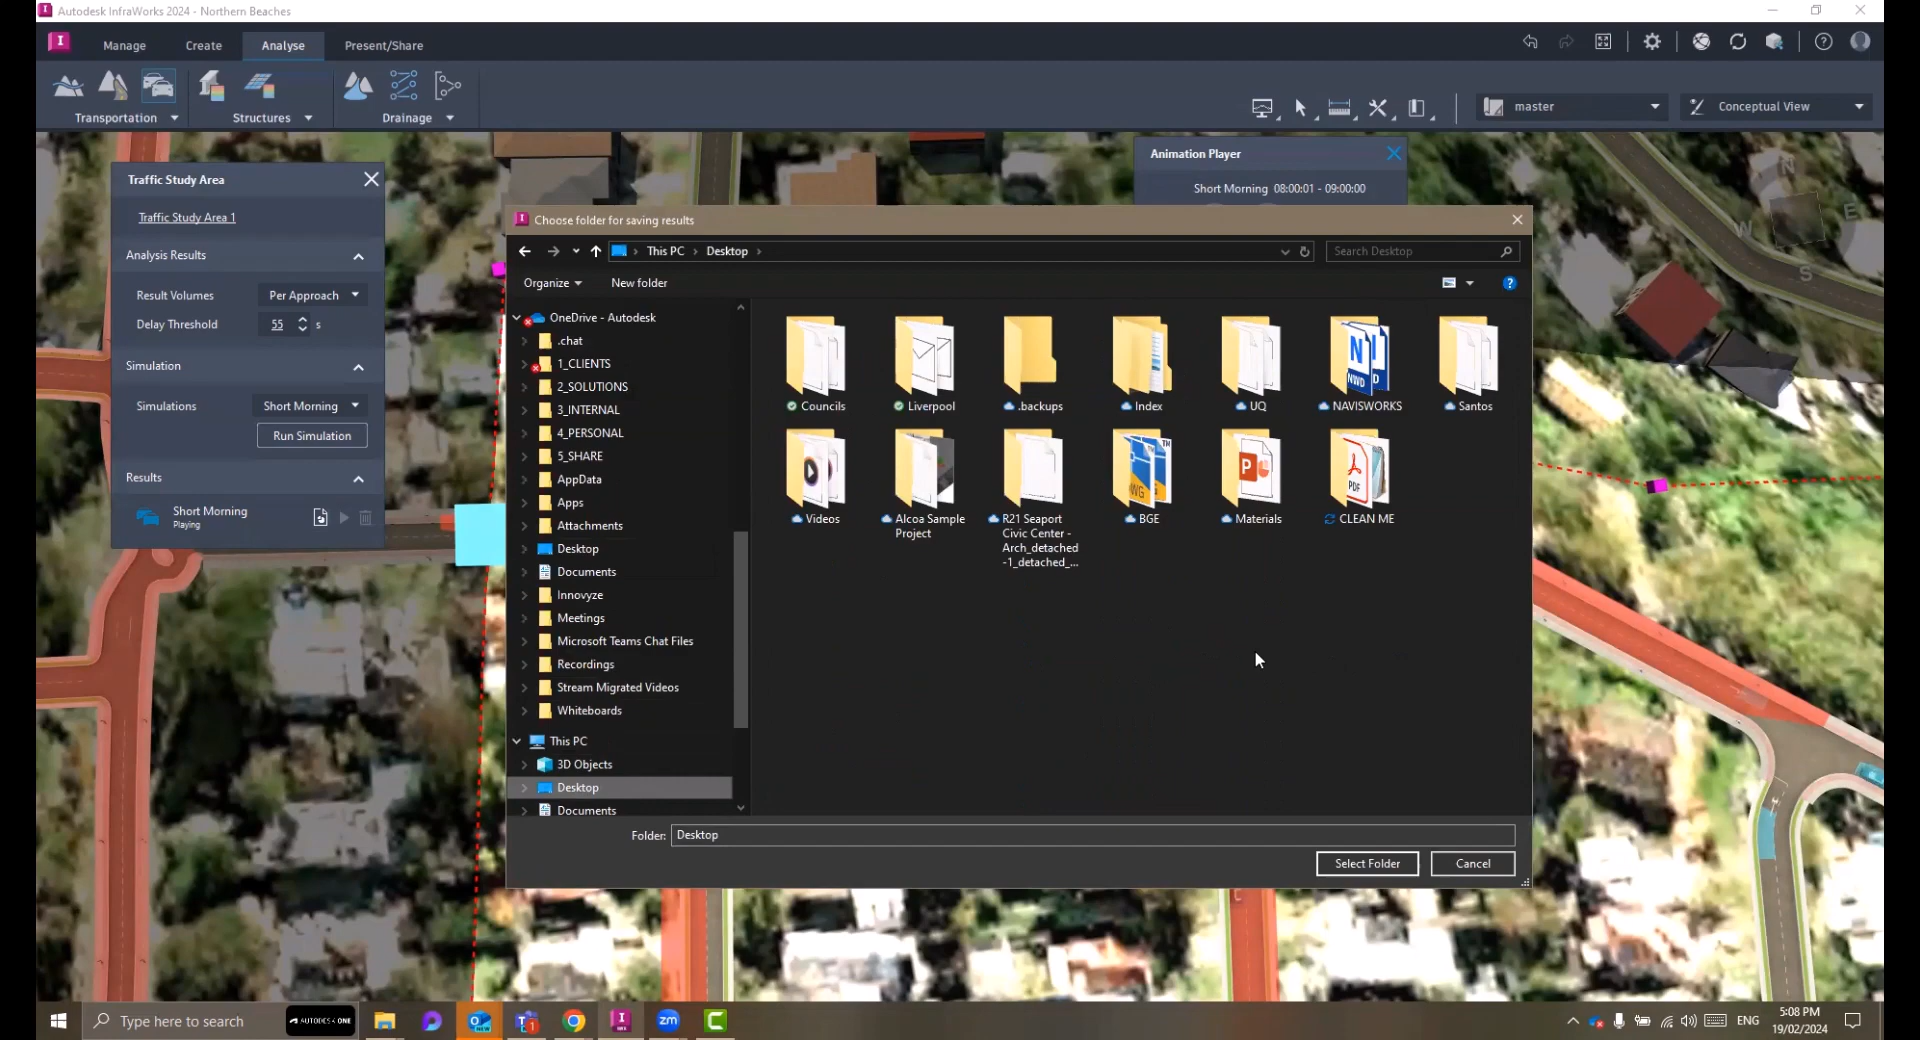 Autodesk InfraWorks 2024 - Northern Beaches
Manage Create Analyse Present/Share
Transportation Structures Drainage
master Conceptual View
Traffic Study Area
Traffic Study Area 1
Analysis Results
Result Volumes Per Approach
Delay Threshold 55 s
Simulation
Simulations Short Morning
Run Simulation
Results
Short Morning
Playing
Animation Player
Short Morning 08:00:01 - 09:00:00
N
W E
S
Choose folder for saving results
This PC > Desktop >
Search Desktop
Organize New folder
OneDrive - Autodesk
.chat
1_CLIENTS
2_SOLUTIONS
3_INTERNAL
4_PERSONAL
5_SHARE
AppData
Apps
Attachments
Desktop
Documents
Innovyze
Meetings
Microsoft Teams Chat Files
Recordings
Stream Migrated Videos
Whiteboards
This PC
3D Objects
Desktop
Documents
Councils Liverpool .backups Index UQ NAVISWORKS Santos
Videos
Alcoa Sample
Project
R21 Seaport
Civic Center -
Arch_detached
-1_detached_...
BGE
Materials
CLEAN ME
Folder: Desktop
Select Folder Cancel
Type here to search
AUTODESK ONE
ENG
5:08 PM
19/02/2024